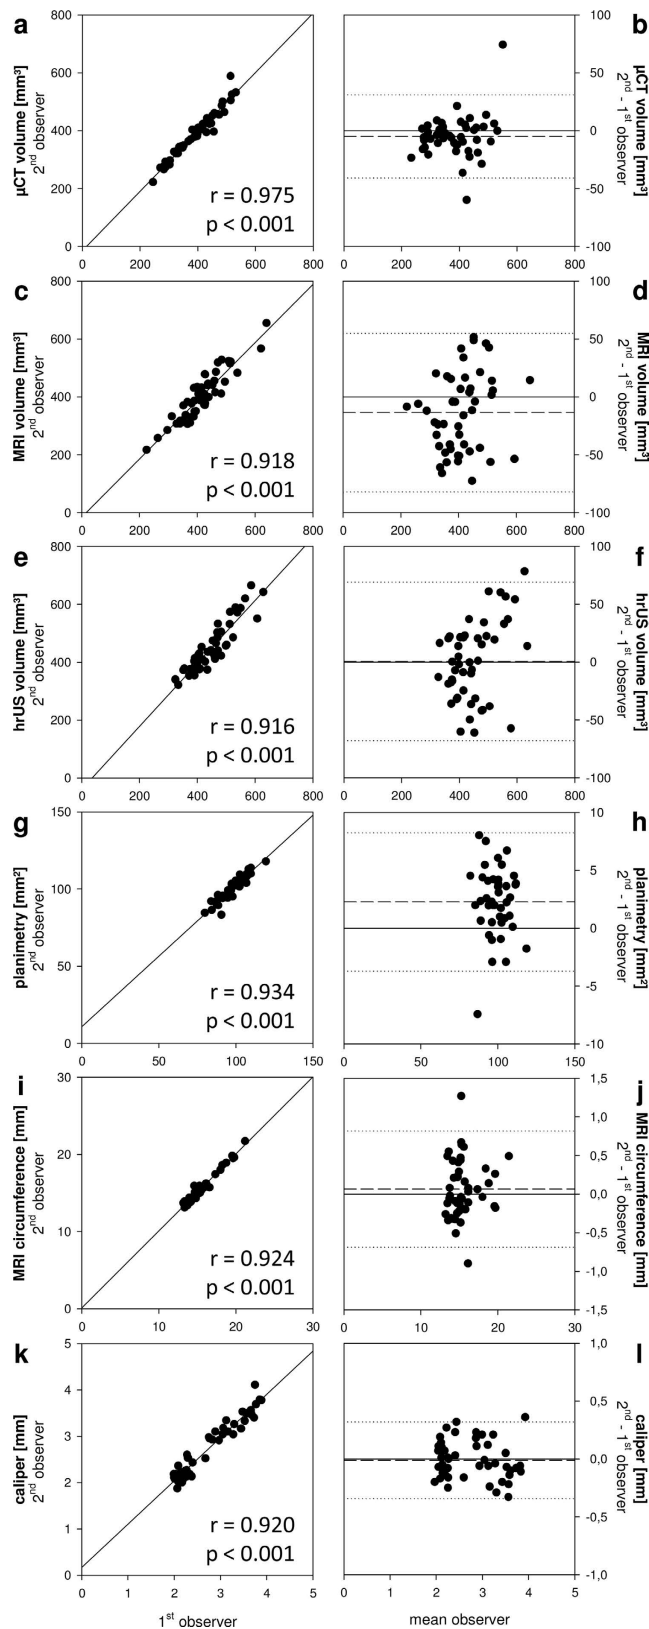 a
µCT volume [mm³]
2nd observer
800
600
400
200
0
r = 0.975
p < 0.001
0 200 400 600 800
b
100
50
0
-50
-100
µCT volume [mm³]
2nd - 1st observer
0 200 400 600 800
c
MRI volume [mm³]
2nd observer
800
600
400
200
0
r = 0.918
p < 0.001
0 200 400 600 800
d
100
50
0
-50
-100
MRI volume [mm³]
2nd - 1st observer
0 200 400 600 800
e
hrUS volume [mm³]
2nd observer
800
600
400
200
0
r = 0.916
p < 0.001
0 200 400 600 800
f
100
50
0
-50
-100
hrUS volume [mm³]
2nd - 1st observer
0 200 400 600 800
g
planimetry [mm²]
2nd observer
150
100
50
0
r = 0.934
p < 0.001
0 50 100 150
h
10
5
0
-5
-10
planimetry [mm²]
2nd - 1st observer
0 50 100 150
i
MRI circumference [mm]
2nd observer
30
20
10
0
r = 0.924
p < 0.001
0 10 20 30
j
1,5
1,0
0,5
0,0
-0,5
-1,0
-1,5
MRI circumference [mm]
2nd - 1st observer
0 10 20 30
k
caliper [mm]
2nd observer
5
4
3
2
1
0
r = 0.920
p < 0.001
0 1 2 3 4 5
1st observer
l
1,0
0,5
0,0
-0,5
-1,0
caliper [mm]
2nd - 1st observer
0 1 2 3 4 5
mean observer